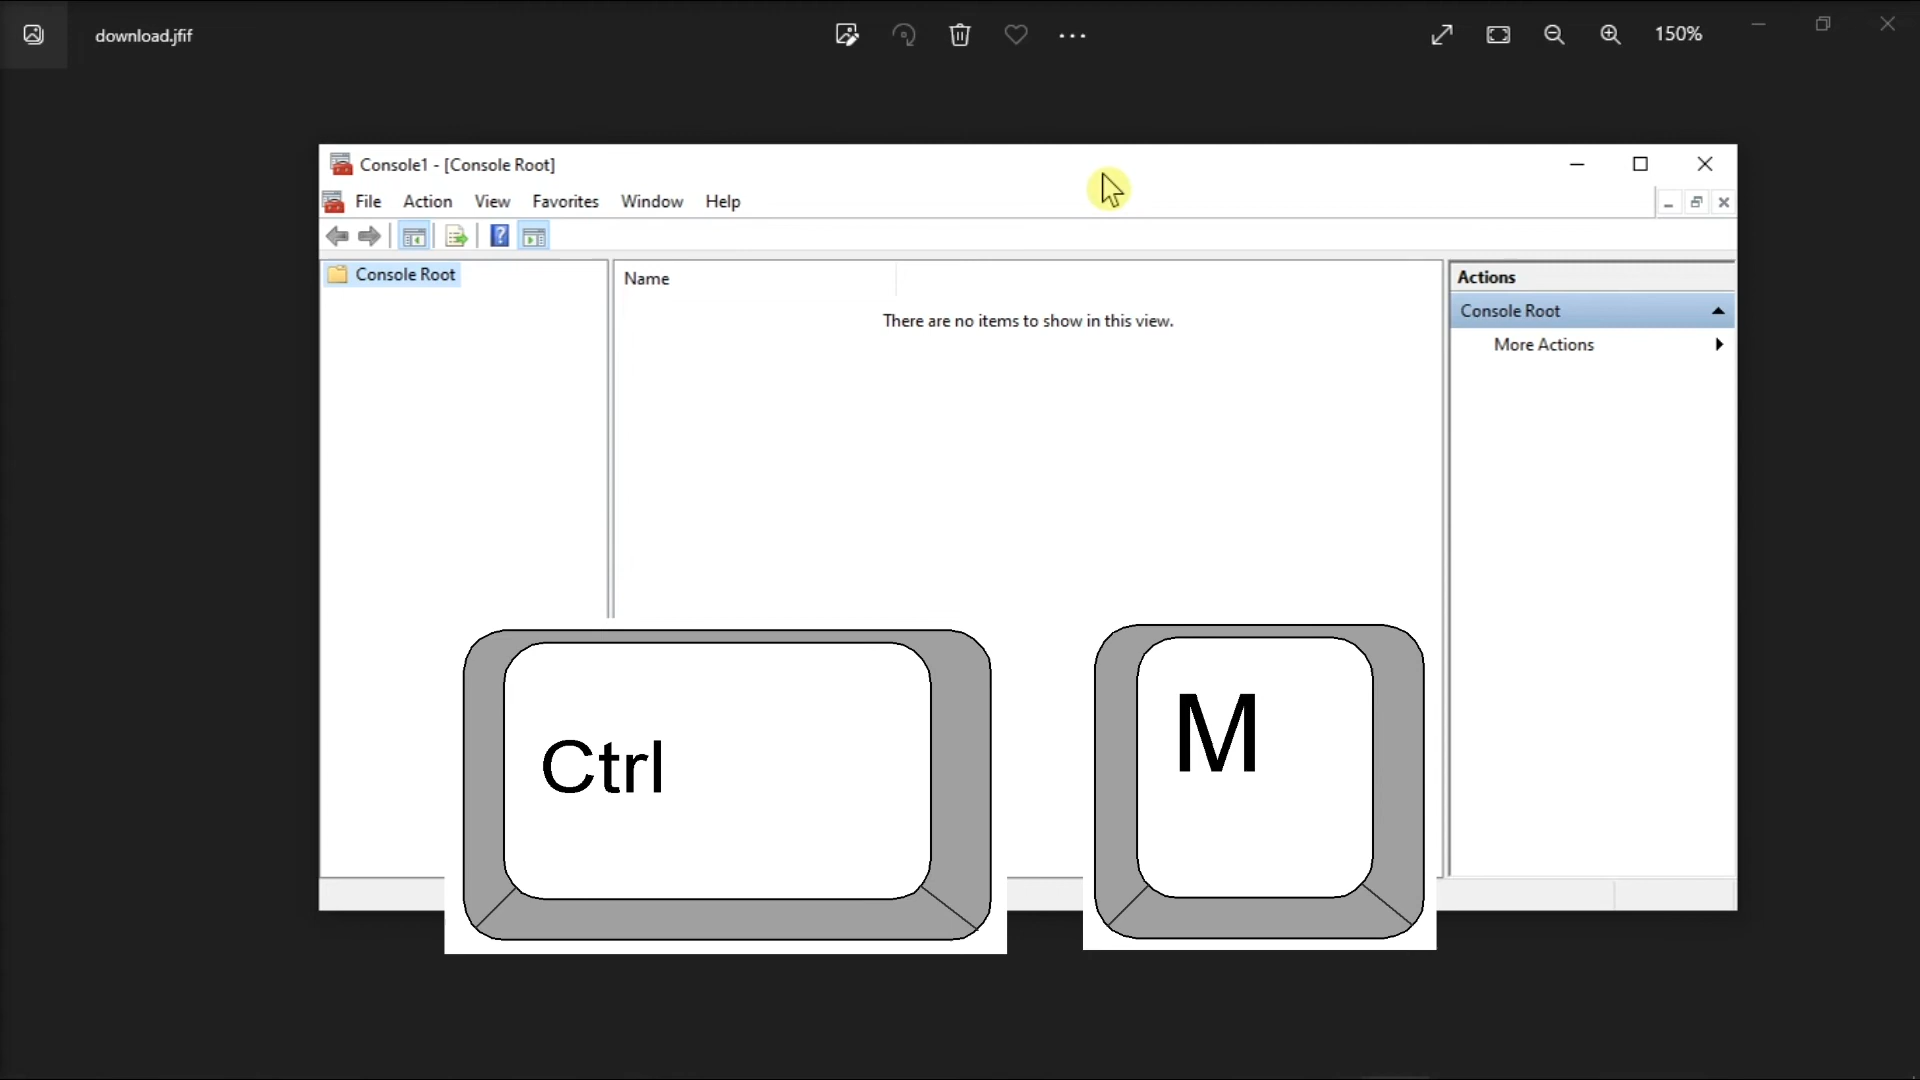 download.jfif
150%
Console1 - [Console Root]
File Action View Favorites Window Help
Console Root
Name
There are no items to show in this view.
Actions
Console Root
More Actions
Ctrl
M